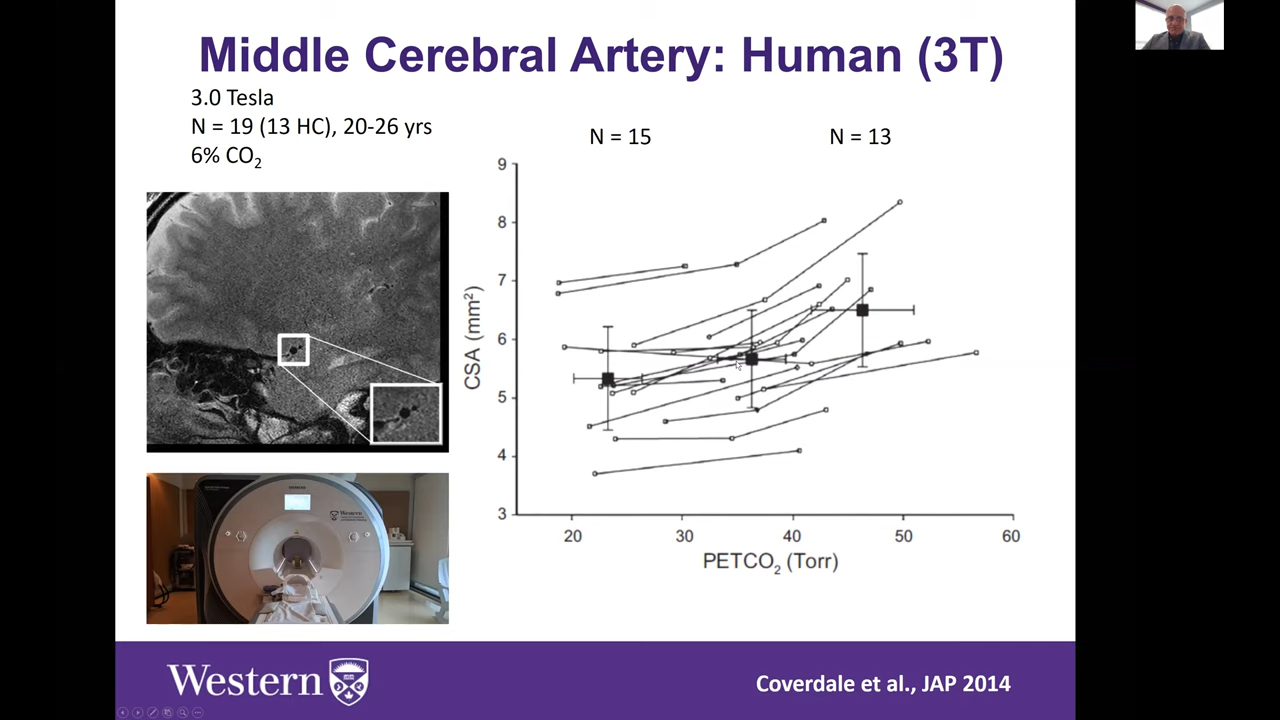 Middle Cerebral Artery: Human (3T)
3.0 Tesla
N = 19 (13 HC), 20-26 yrs
6% CO₂
N = 15
N = 13
9
8
7
6
5
4
3
CSA (mm²)
20
30
40
50
60
PETCO₂ (Torr)
Western
Western
Coverdale et al., JAP 2014